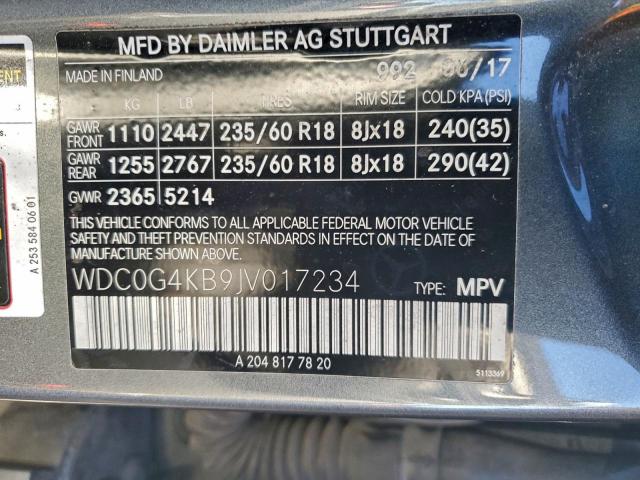 MFD BY DAIMLER AG STUTTGART
MADE IN FINLAND 992 /17
KG LB TIRES RIM SIZE COLD KPA(PSI)
GAWR FRONT 1110 2447 235/60 R18 8Jx18 240(35)
GAWR REAR 1255 2767 235/60 R18 8Jx18 290(42)
GVWR 2365 5214
THIS VEHICLE CONFORMS TO ALL APPLICABLE FEDERAL MOTOR VEHICLE
SAFETY AND THEFT PREVENTION STANDARDS IN EFFECT ON THE DATE OF
MANUFACTURE SHOWN ABOVE.
WDC0G4KB9JV017234 TYPE: MPV
A 204 817 78 20
5113369
A 253 584 06 01